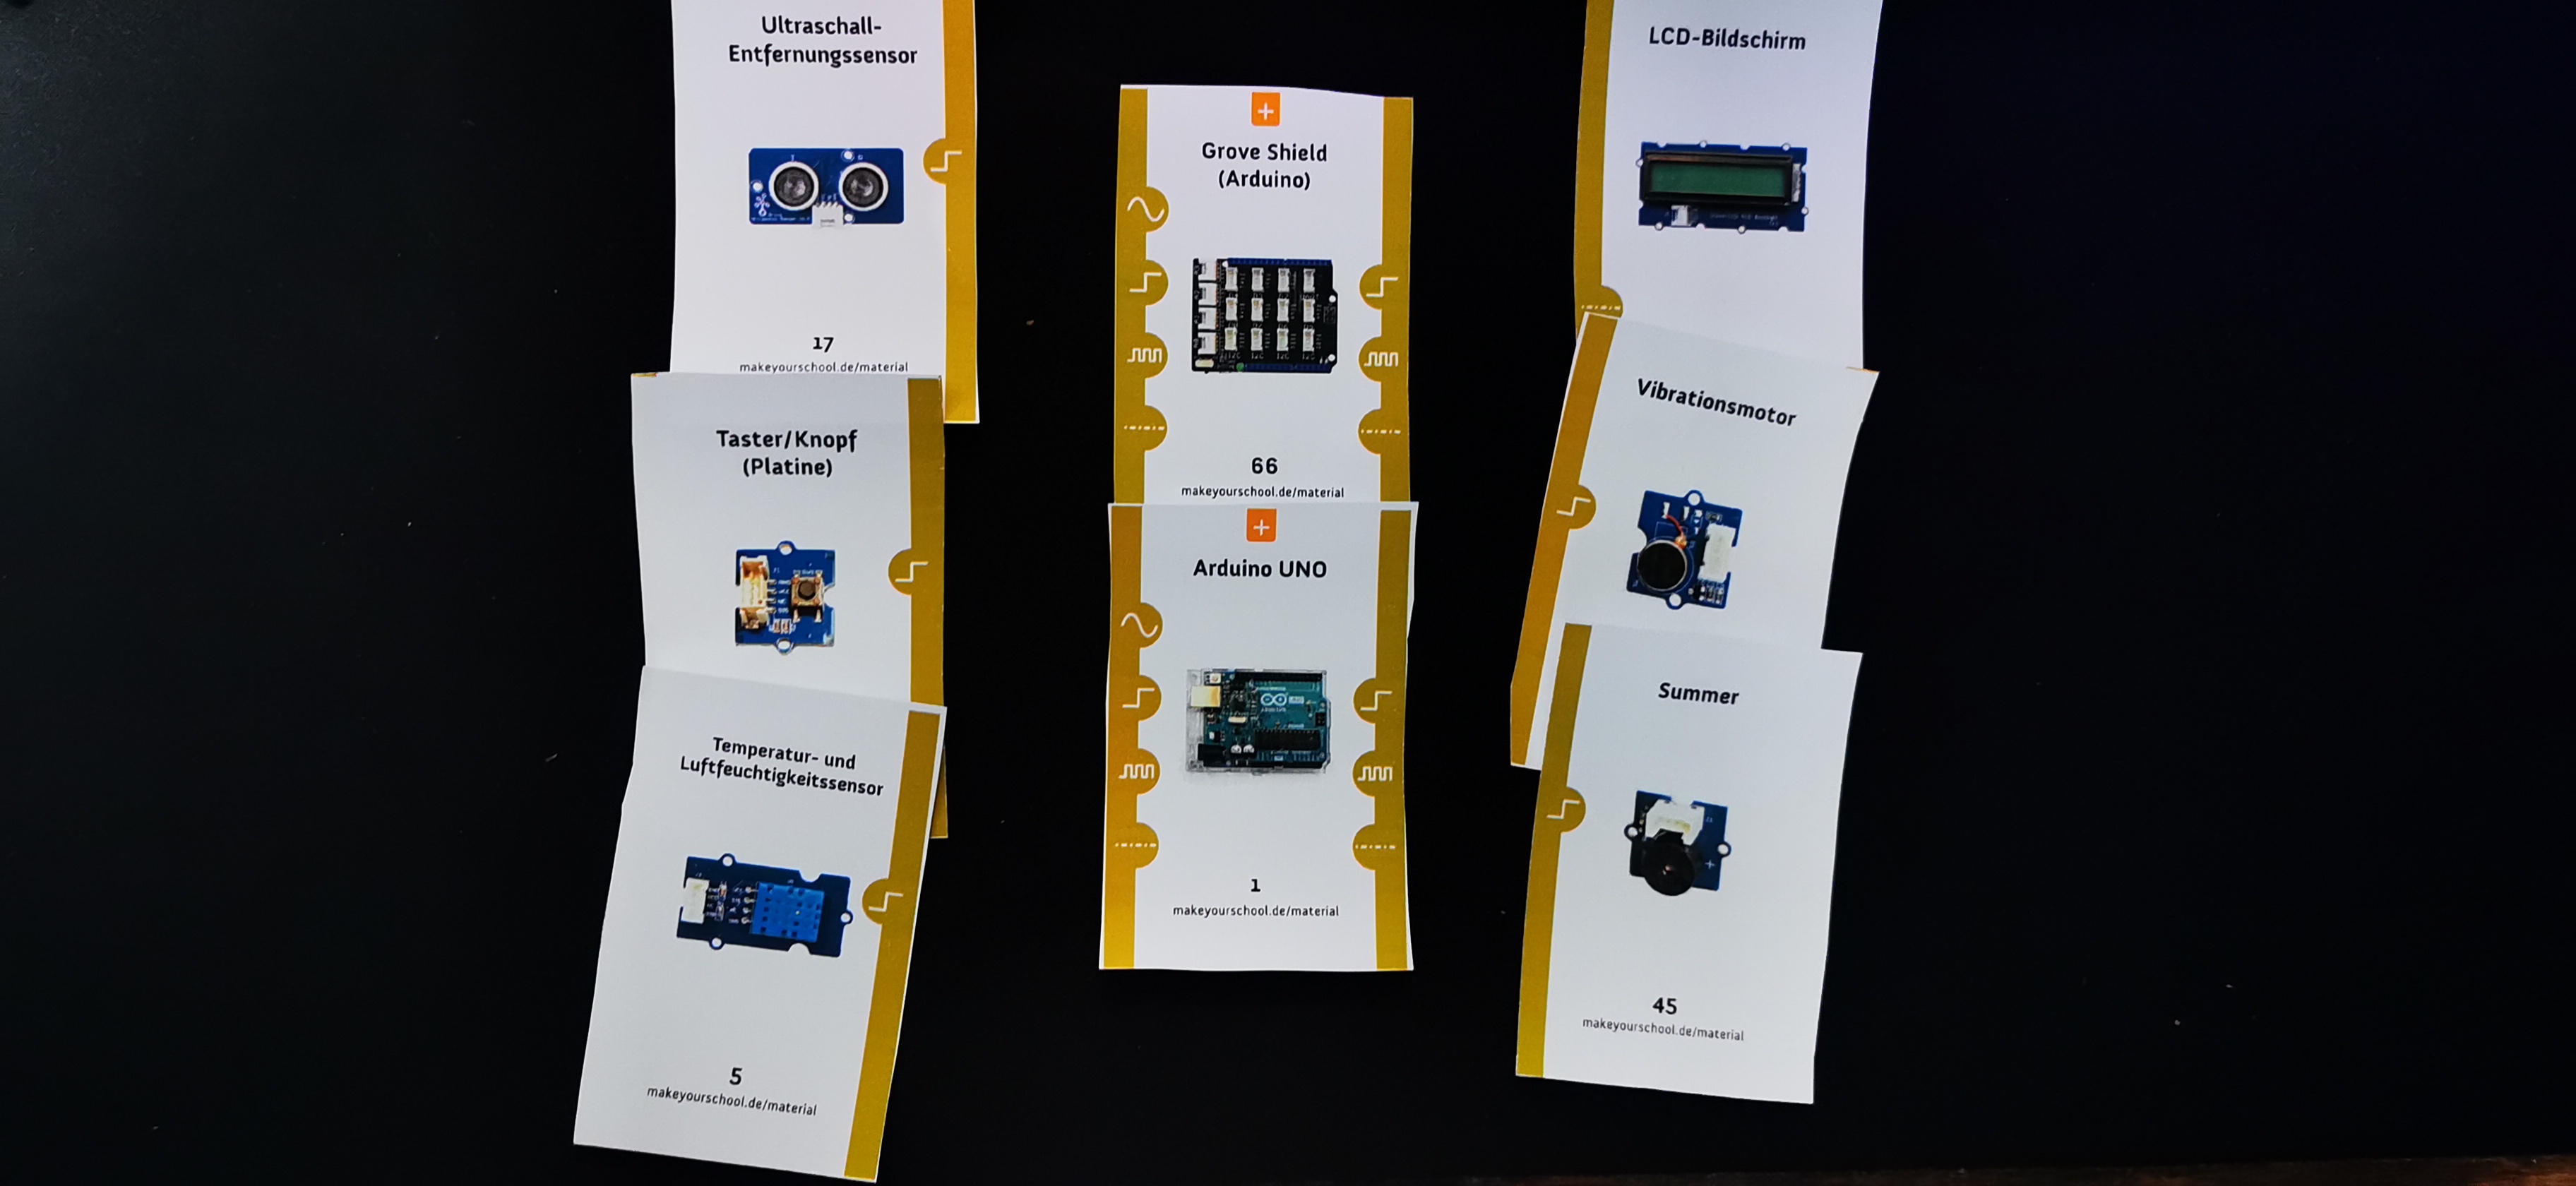 Ultraschall-
Entfernungssensor
17
makeyourschool.de/material
Taster/Knopf
(Platine)
Temperatur- und
Luftfeuchtigkeitssensor
5
makeyourschool.de/material
Grove Shield
(Arduino)
66
makeyourschool.de/material
Arduino UNO
1
makeyourschool.de/material
LCD-Bildschirm
Vibrationsmotor
Summer
45
makeyourschool.de/material